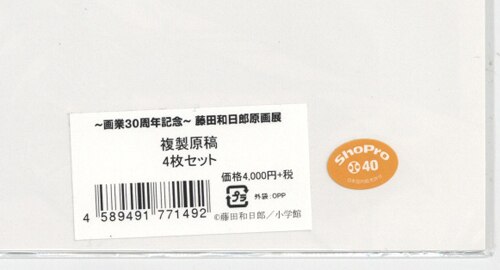 ～画業30周年記念～ 藤田和日郎原画展
複製原稿
4枚セット
価格4,000円+税
プラ
外袋:OPP
4 589491 771492
©藤田和日郎／小学館
ShoPro
40